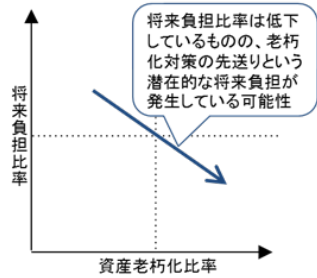 将来負担比率は低下
しているものの、老朽
化対策の先送りという
潜在的な将来負担が
発生している可能性
将来負担比率
資産老朽化比率